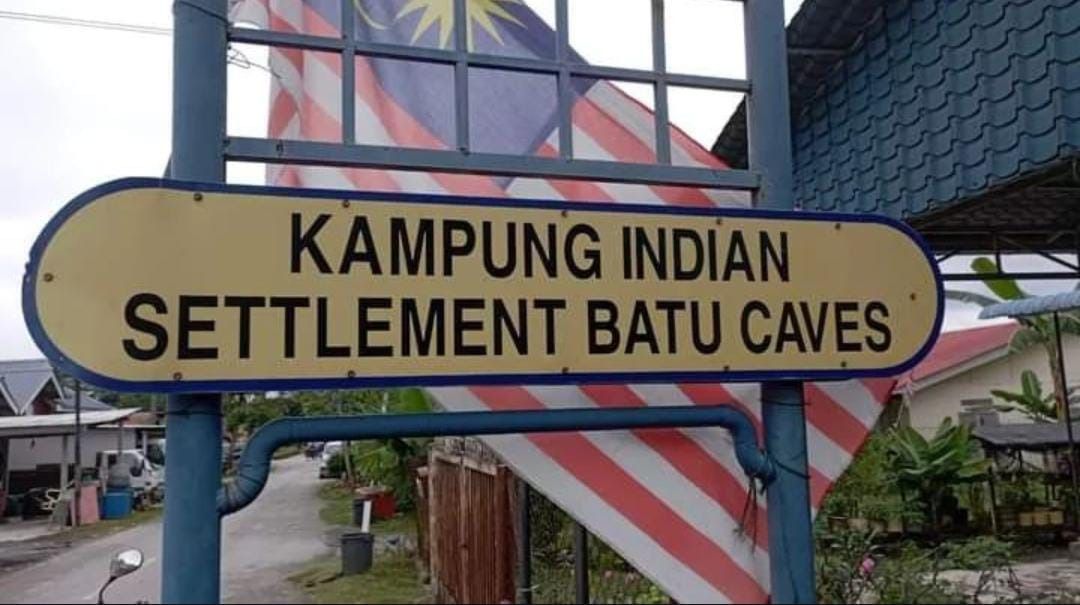 KAMPUNG INDIAN
SETTLEMENT BATU CAVES